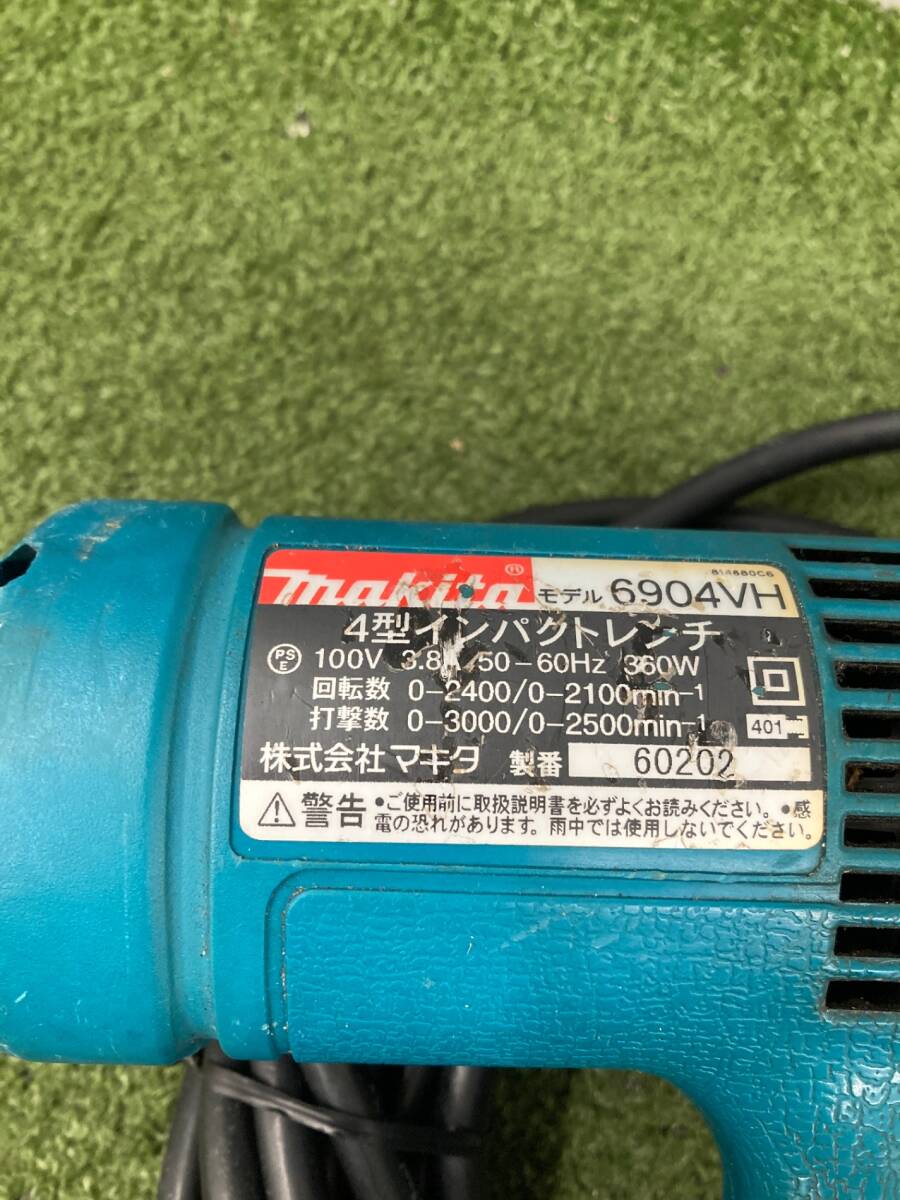 makita® モデル 6904VH
814680C6
4型インパクトレンチ
PSE 100V 3.8A 50-60Hz 360W
回転数 0-2400/0-2100min-1
打撃数 0-3000/0-2500min-1
401
株式会社マキタ 製番 60202
警告 •ご使用前に取扱説明書を必ずよくお読みください。•感
電の恐れがあります。雨中では使用しないでください。